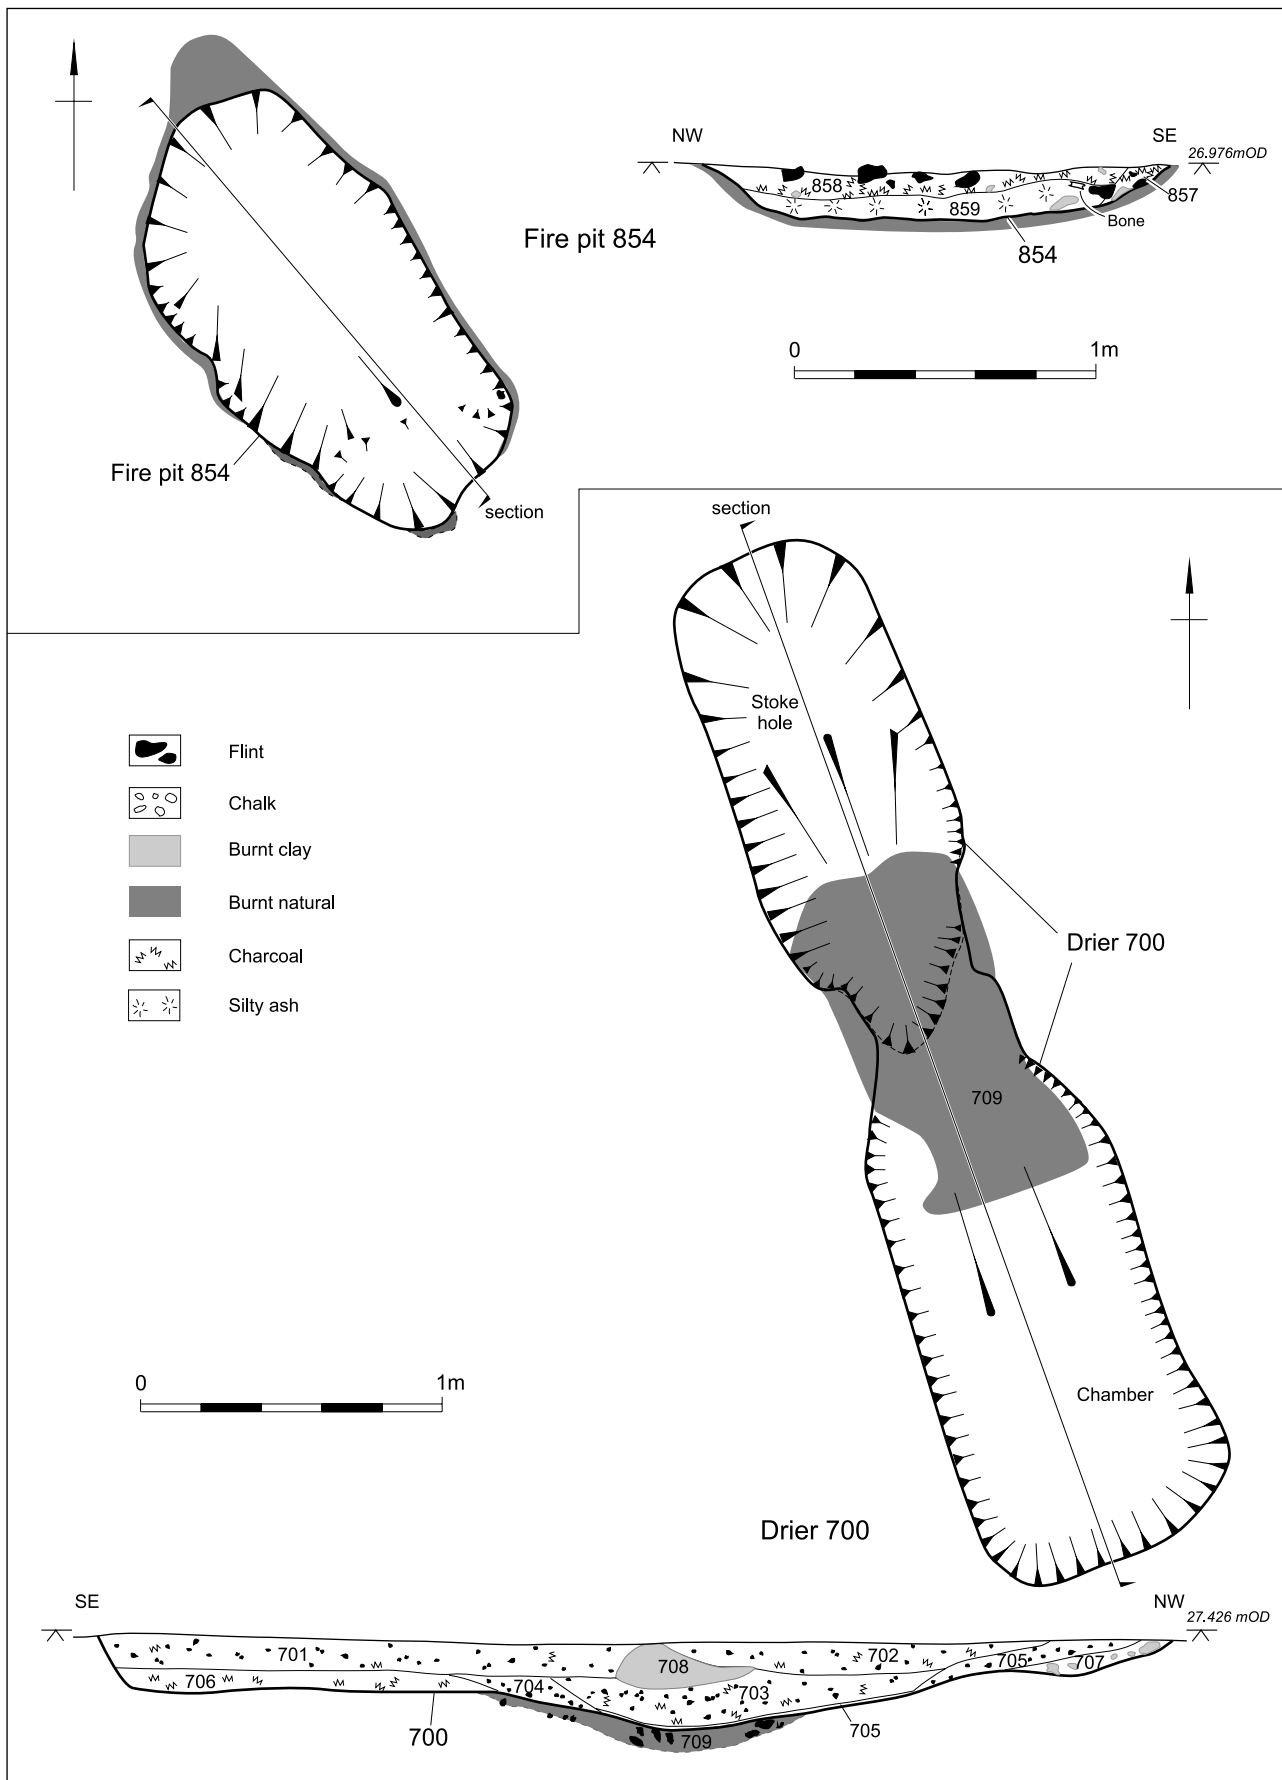 NW
SE
26.976mOD
858
859
857
Bone
854
Fire pit 854
0
1m
Fire pit 854
section
section
Stoke
hole
Flint
Chalk
Burnt clay
Burnt natural
Charcoal
Silty ash
Drier 700
709
0
1m
Chamber
Drier 700
SE
NW
27.426 mOD
701
708
702
705
707
706
704
703
700
709
705